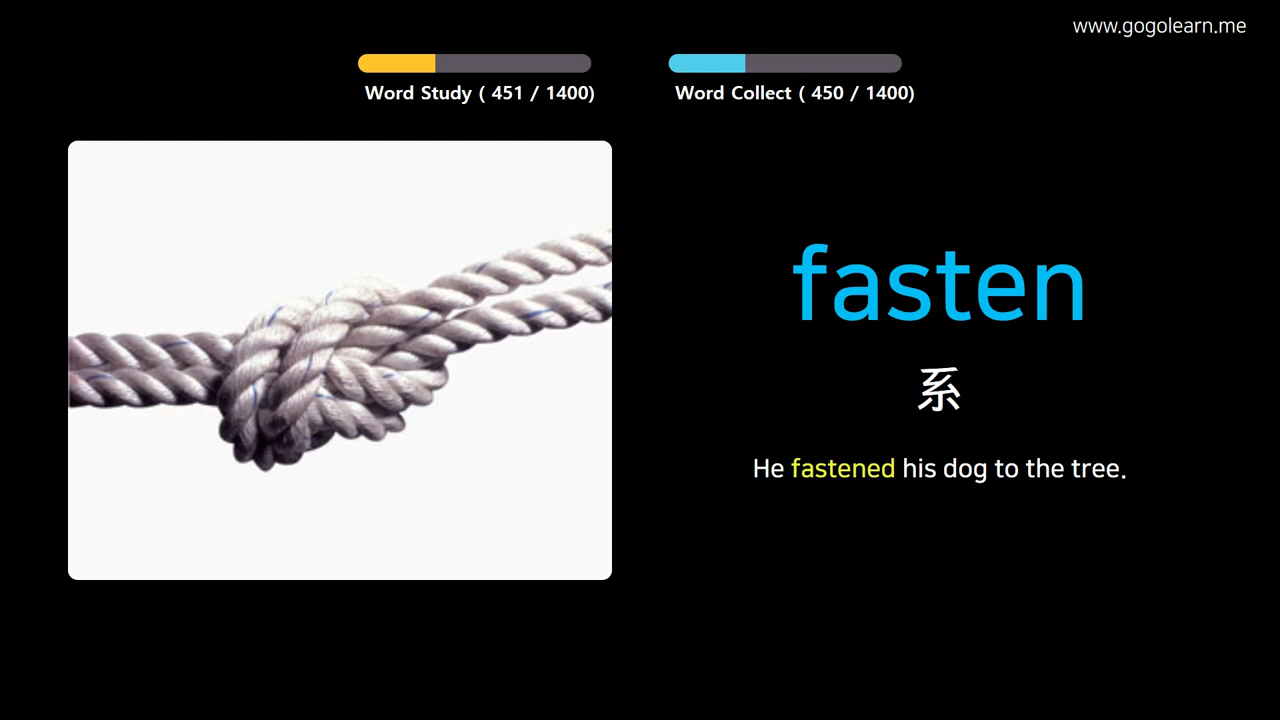 www.gogolearn.me
Word Study ( 451 / 1400)
Word Collect ( 450 / 1400)
fasten
系
He fastened his dog to the tree.